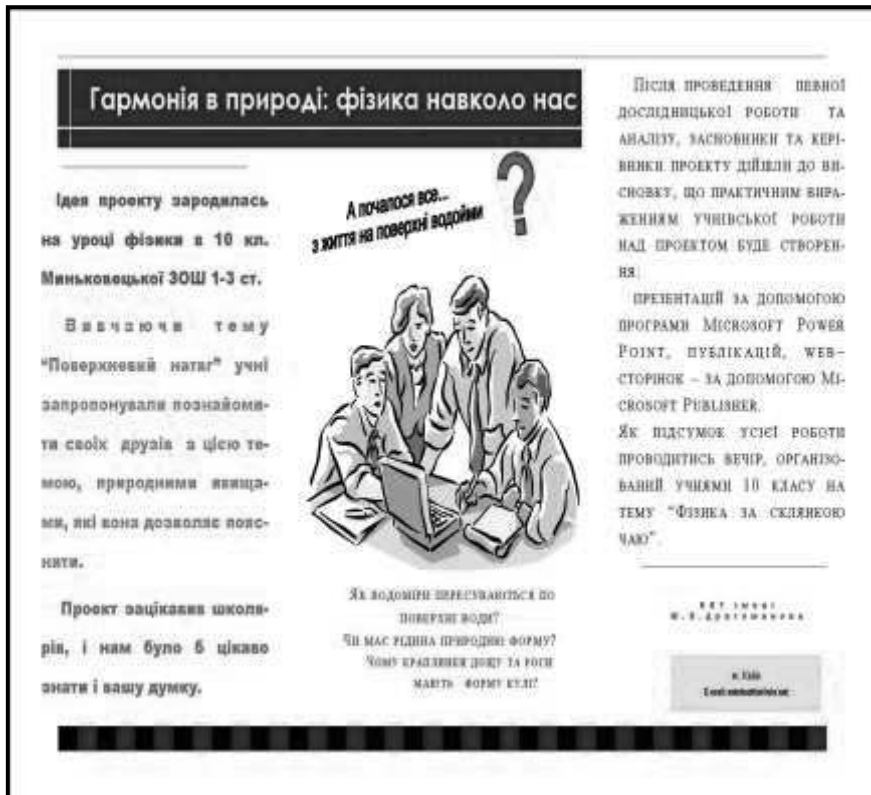 Гармонія в природі: фізика навколо нас
Ідея проекту зародилась
на уроці фізики в 10 кл.
Миньковецької ЗОШ 1-3 ст.
Вивчаючи тему
“Поверхневий натяг” учні
запропонували познайоми-
ти своїх друзів з цією те-
мою, природними явища-
ми, які вона дозволяє пояс-
нити.
Проект зацікавив школя-
рів, і нам було б цікаво
знати і вашу думку.
А почалося все...
з життя на поверхні водойми
?
Як водоміри пересуваються по
поверхні води?
Чи має рідина природню форму?
Чому краплинки дощу та роси
мають форму кулі?
Після проведення певної
дослідницької роботи та
аналізу, засновники та кері-
вники проекту дійшли до ви-
сновку, що практичним вира-
женням учнівської роботи
над проектом буде створен-
ня:
презентацій за допомогою
програми Microsoft Power
Point, публікацій, web–
сторінок – за допомогою Mi-
crosoft Publisher.
Як підсумок усієї роботи
проводитись вечір, організо-
ваний учнями 10 класу на
тему “Фізика за склянкою
чаю”.
імені
М.П.Драгоманова
м. Київ